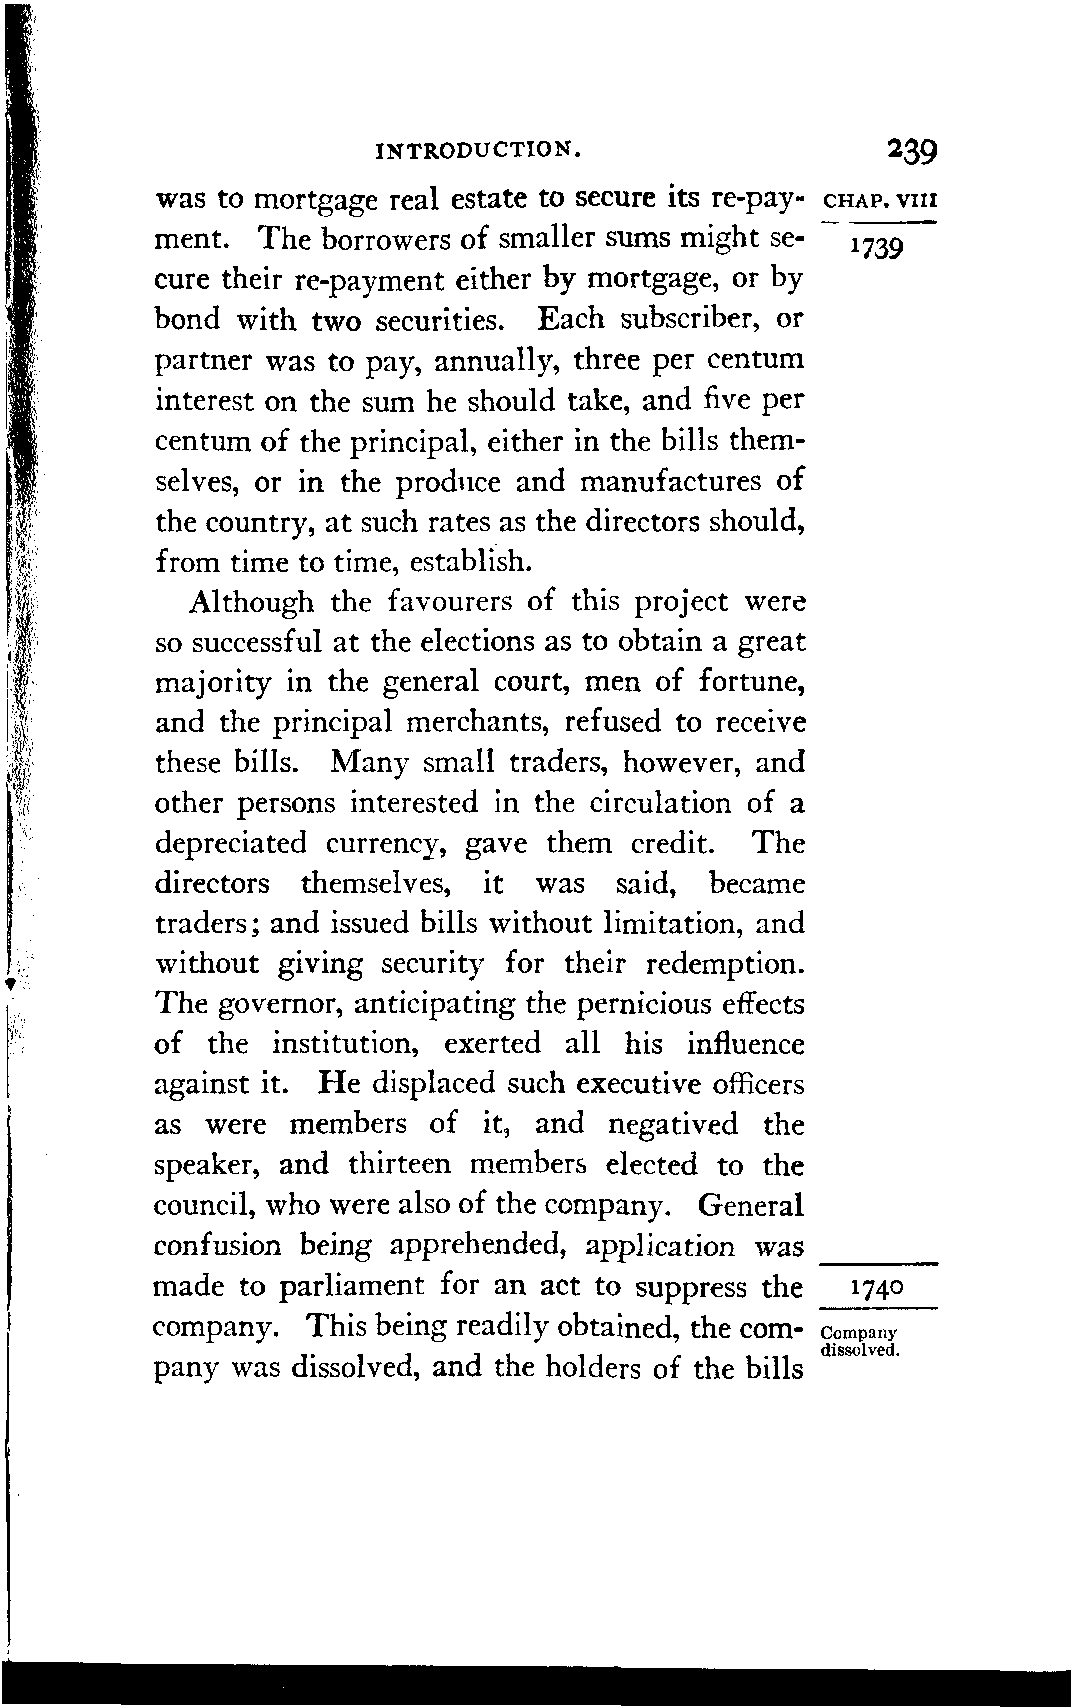 INTRODUCTION. 239
was to mortgage real estate to secure its re-pay- CHAP. VIII
ment. The borrowers of smaller sums might se- 1739
cure their re-payment either by mortgage, or by
bond with two securities. Each subscriber, or
partner was to pay, annually, three per centum
interest on the sum he should take, and five per
centum of the principal, either in the bills them-
selves, or in the produce and manufactures of
the country, at such rates as the directors should,
from time to time, establish.
Although the favourers of this project were
so successful at the elections as to obtain a great
majority in the general court, men of fortune,
and the principal merchants, refused to receive
these bills. Many small traders, however, and
other persons interested in the circulation of a
depreciated currency, gave them credit. The
directors themselves, it was said, became
traders; and issued bills without limitation, and
without giving security for their redemption.
The governor, anticipating the pernicious effects
of the institution, exerted all his influence
against it. He displaced such executive officers
as were members of it, and negatived the
speaker, and thirteen members elected to the
council, who were also of the company. General
confusion being apprehended, application was
made to parliament for an act to suppress the 1740
company. This being readily obtained, the com- Company
pany was dissolved, and the holders of the bills dissolved.